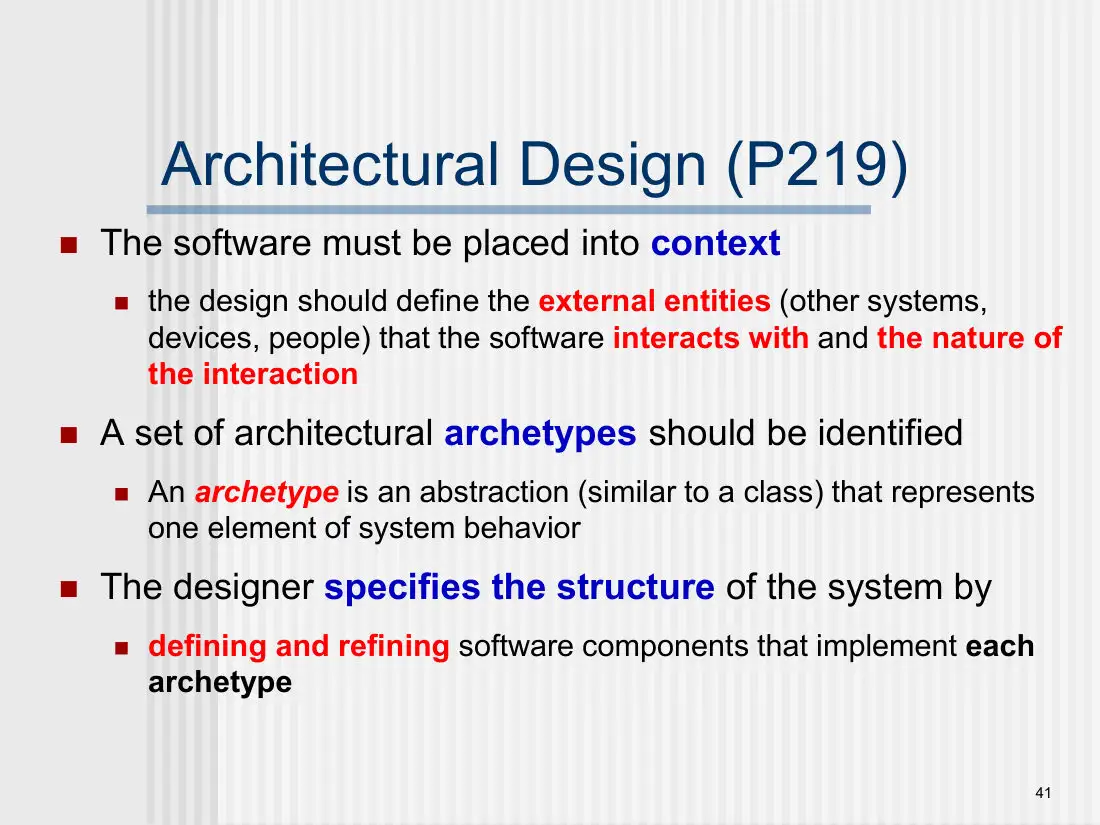 Architectural Design (P219)
The software must be placed into context
the design should define the external entities (other systems,
devices, people) that the software interacts with and the nature of
the interaction
A set of architectural archetypes should be identified
An archetype is an abstraction (similar to a class) that represents
one element of system behavior
The designer specifies the structure of the system by
defining and refining software components that implement each
archetype
41